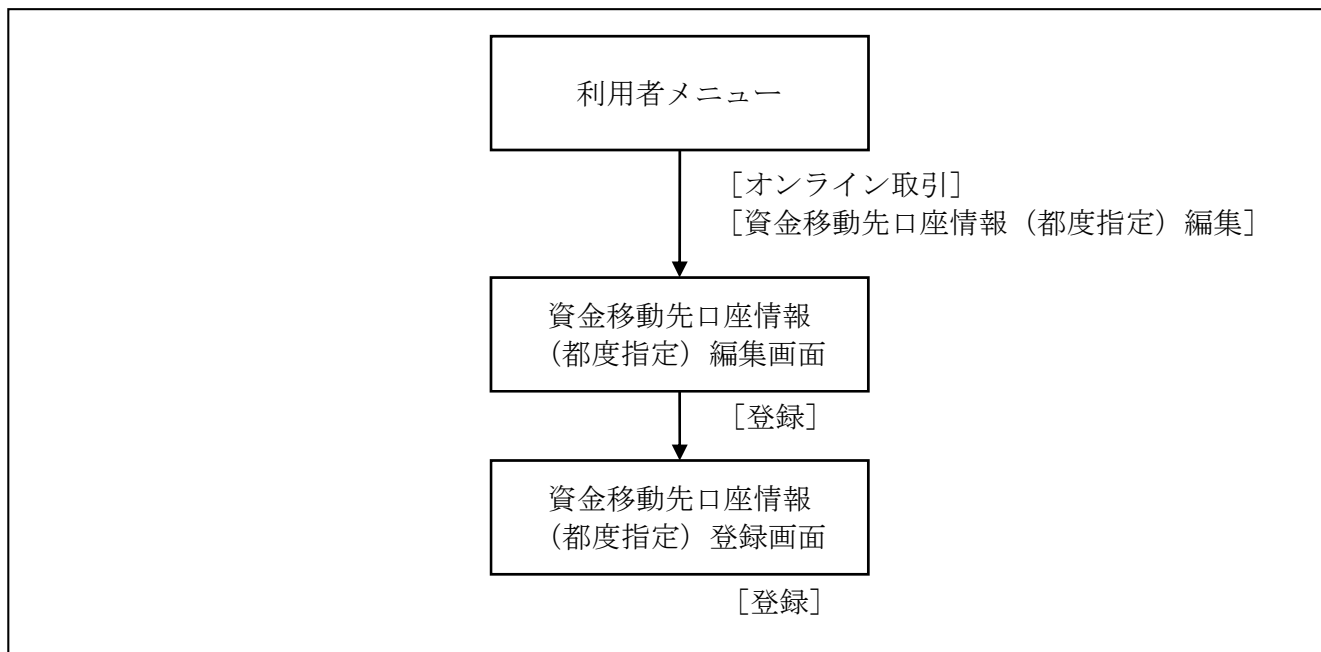 利用者メニュー
［オンライン取引］
［資金移動先口座情報（都度指定）編集］
資金移動先口座情報
（都度指定）編集画面
［登録］
資金移動先口座情報
（都度指定）登録画面
［登録］